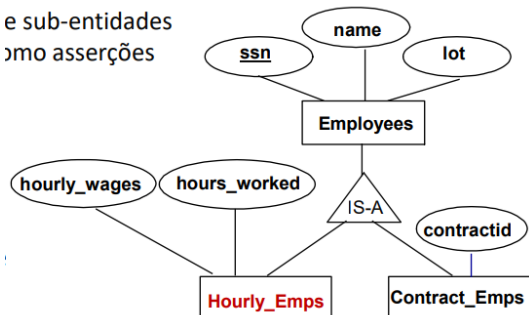 e sub-entidades
omo asserções
name
ssn
lot
Employees
hourly_wages
hours_worked
IS-A
contractid
Hourly_Emps
Contract_Emps